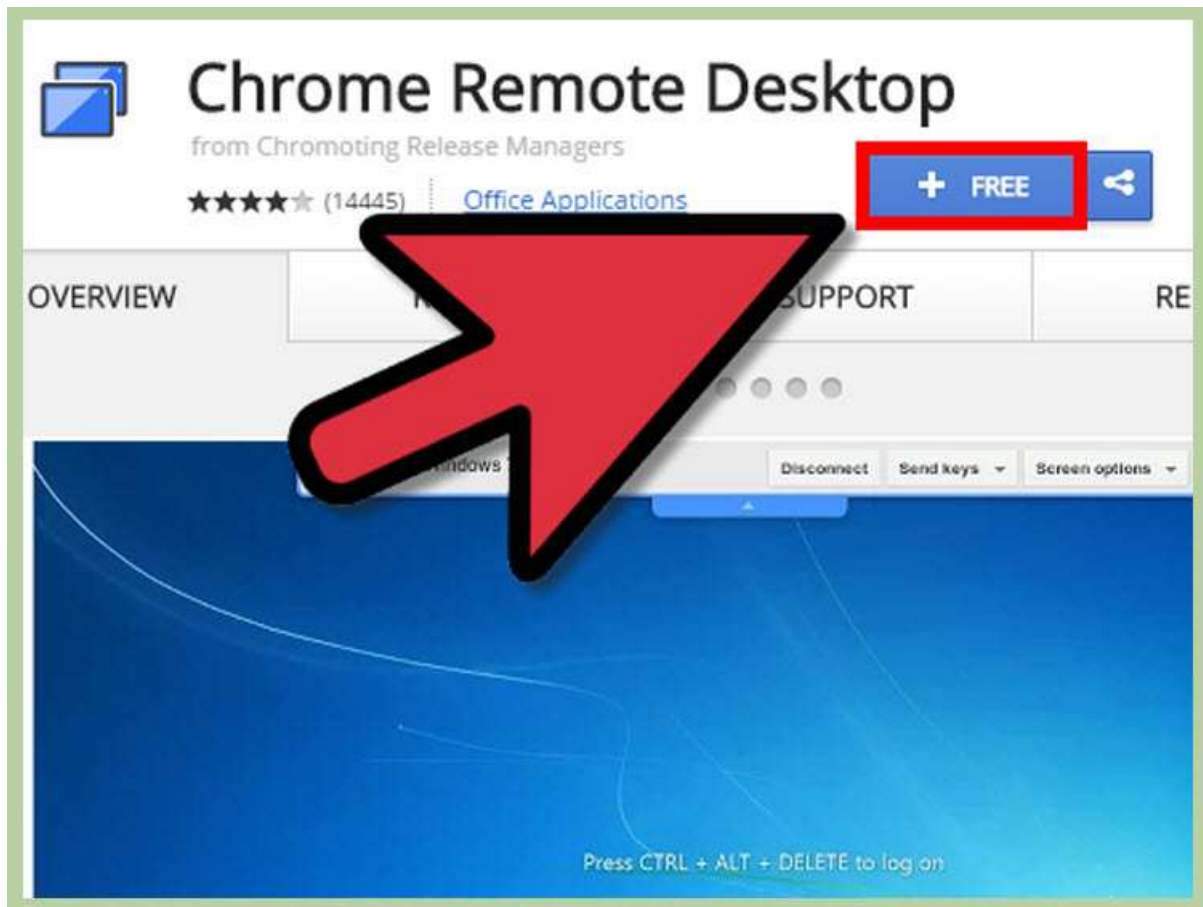 Chrome Remote Desktop
from Chromoting Release Managers
(14445)
Office Applications
+ FREE
OVERVIEW
SUPPORT
RE
Disconnect
Send keys
Screen options
Press CTRL + ALT + DELETE to log on